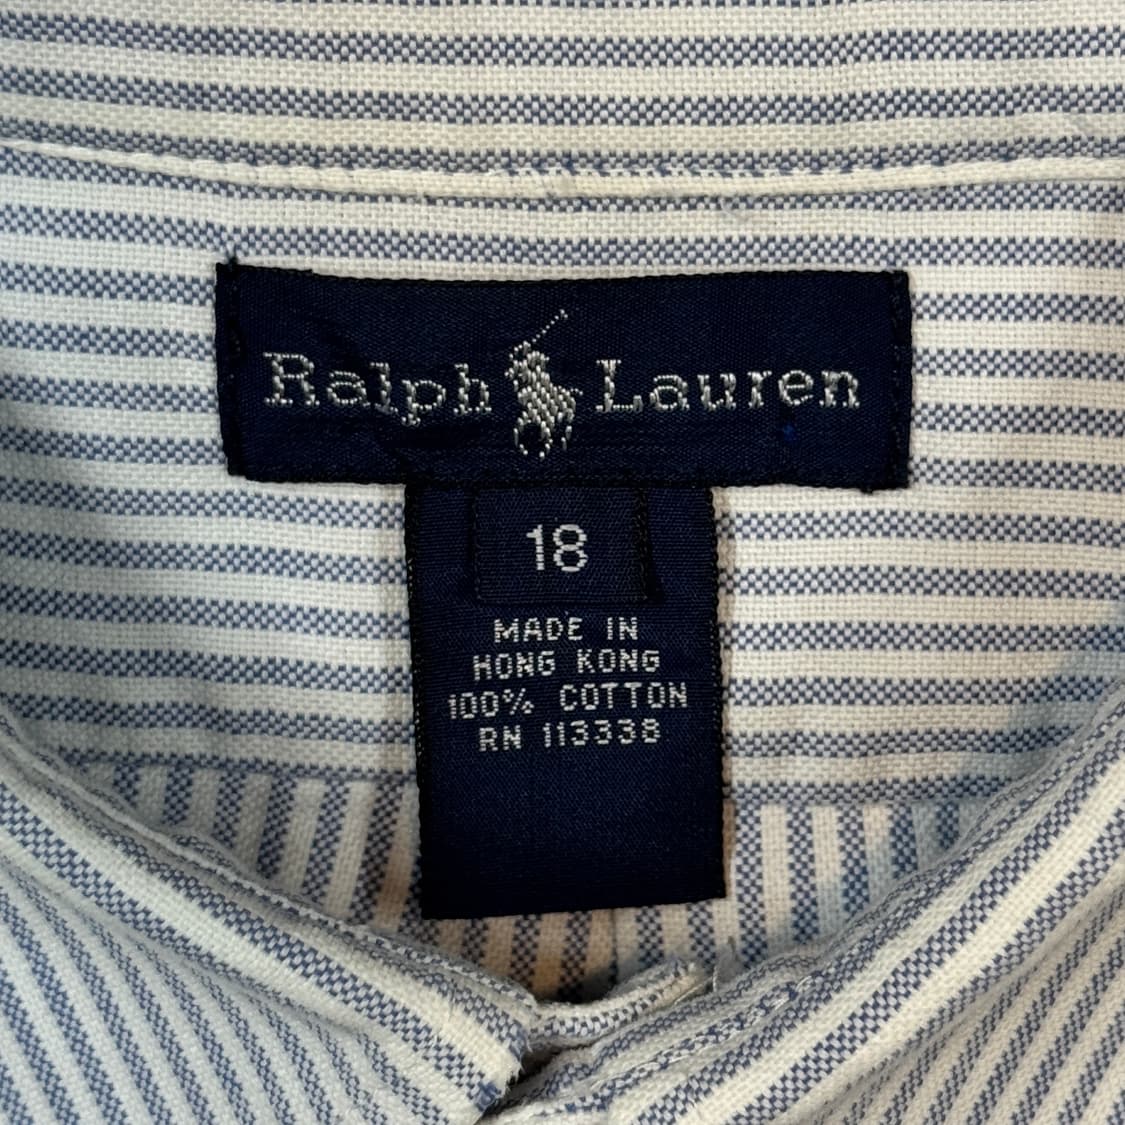 Ralph Lauren
18
MADE IN
HONG KONG
100% COTTON
RN 113338